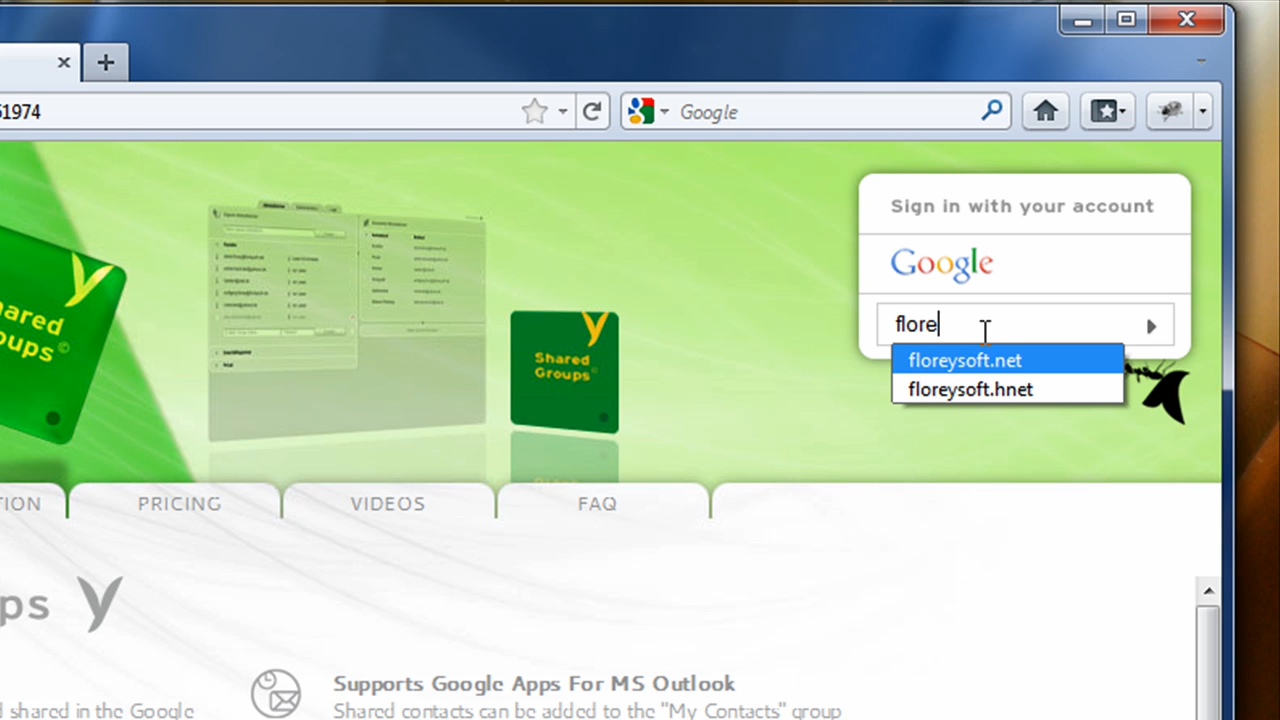 51974
Google
Sign in with your account
Google
flore
floreysoft.net
floreysoft.hnet
ared
oups©
Shared
Groups©
TION
PRICING
VIDEOS
FAQ
ps
Supports Google Apps For MS Outlook
d shared in the Google
Shared contacts can be added to the "My Contacts" group